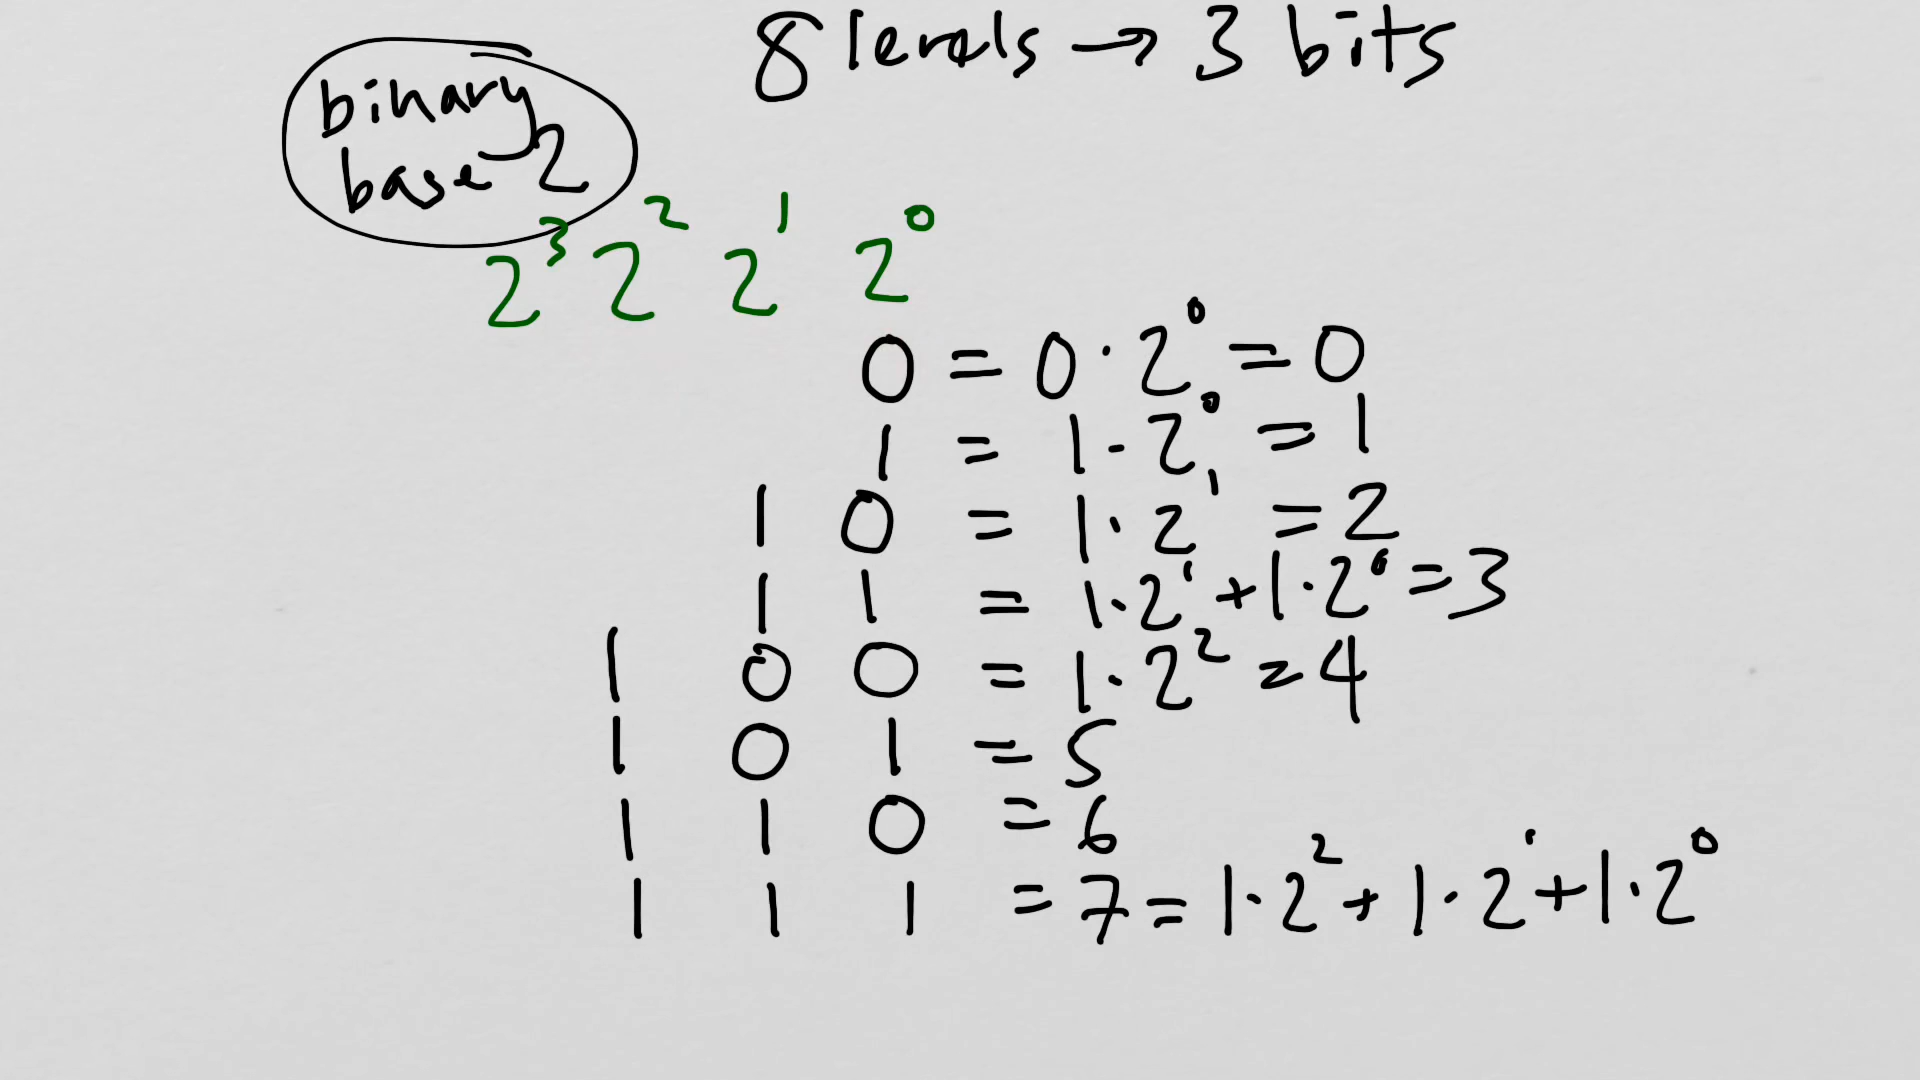 8 levels → 3 bits
binary
base 2
2³ 2² 2¹ 2⁰
0 = 0 · 2⁰ = 0
1 = 1 · 2⁰ = 1
1 0 = 1 · 2¹ = 2
1 1 = 1 · 2¹ + 1 · 2⁰ = 3
1 0 0 = 1 · 2² = 4
1 0 1 = 5
1 1 0 = 6
1 1 1 = 7 = 1 · 2² + 1 · 2¹ + 1 · 2⁰